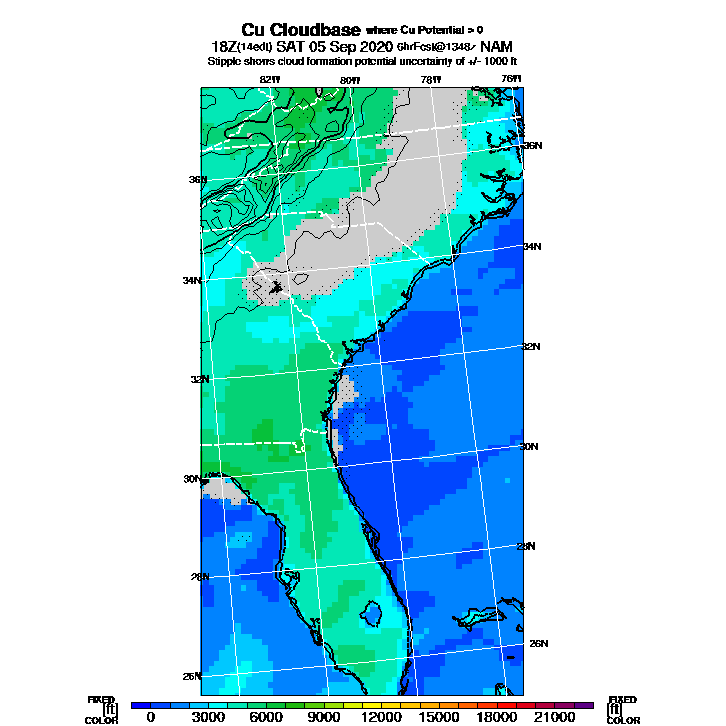 Cu Cloudbase where Cu Potential > 0
18Z(14edt) SAT 05 Sep 2020 6hrFcst@1348z NAM
Stipple shows cloud formation potential uncertainty of +/- 1000 ft
82W 80W 78W 76W
36N
36N
34N
34N
32N
32N
30N
30N
28N
28N
26N
26N
FIXED FIXED
[ft] [ft]
COLOR COLOR
0 3000 6000 9000 12000 15000 18000 21000